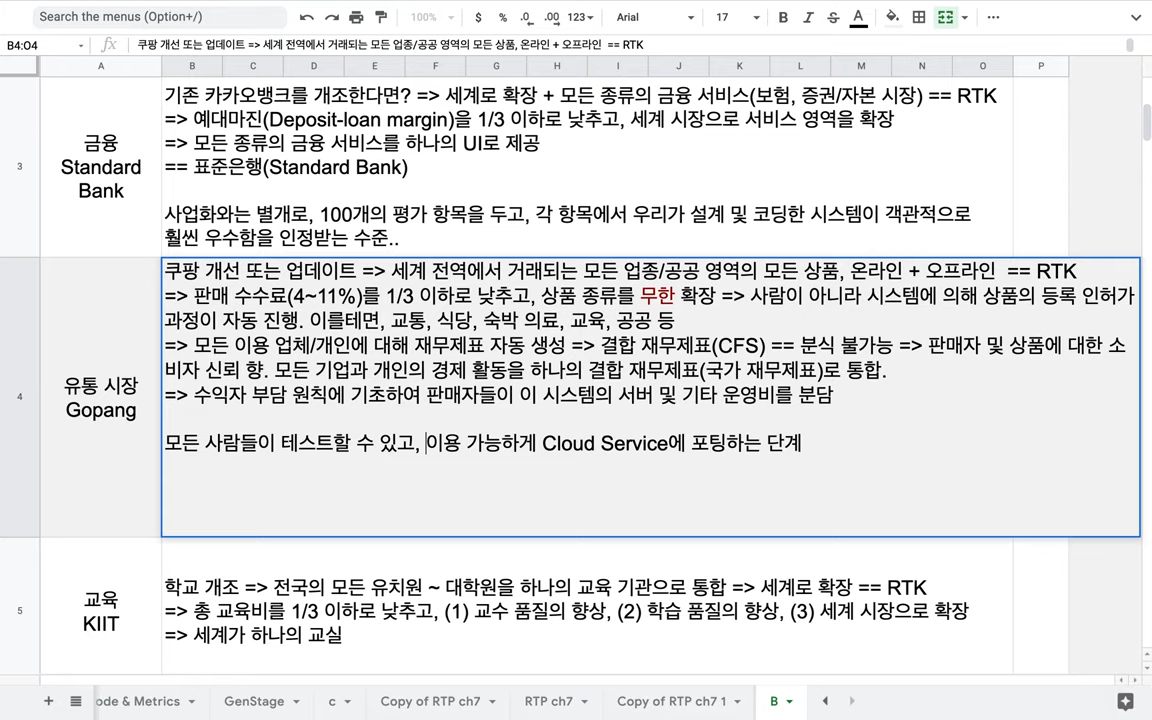 Search the menus (Option+/)
100%
$ % .0 .00 123
Arial
17
B I S A
B4:O4
fx
쿠팡 개선 또는 업데이트 => 세계 전역에서 거래되는 모든 업종/공공 영역의 모든 상품, 온라인 + 오프라인 == RTK
A B C D E F G H I J K L M N O P
3
금융
Standard
Bank
기존 카카오뱅크를 개조한다면? => 세계로 확장 + 모든 종류의 금융 서비스(보험, 증권/자본 시장) == RTK
=> 예대마진(Deposit-loan margin)을 1/3 이하로 낮추고, 세계 시장으로 서비스 영역을 확장
=> 모든 종류의 금융 서비스를 하나의 UI로 제공
== 표준은행(Standard Bank)
사업화와는 별개로, 100개의 평가 항목을 두고, 각 항목에서 우리가 설계 및 코딩한 시스템이 객관적으로
훨씬 우수함을 인정받는 수준..
4
유통 시장
Gopang
쿠팡 개선 또는 업데이트 => 세계 전역에서 거래되는 모든 업종/공공 영역의 모든 상품, 온라인 + 오프라인 == RTK
=> 판매 수수료(4~11%)를 1/3 이하로 낮추고, 상품 종류를 무한 확장 => 사람이 아니라 시스템에 의해 상품의 등록 인허가
과정이 자동 진행. 이를테면, 교통, 식당, 숙박 의료, 교육, 공공 등
=> 모든 이용 업체/개인에 대해 재무제표 자동 생성 => 결합 재무제표(CFS) == 분식 불가능 => 판매자 및 상품에 대한 소
비자 신뢰 향. 모든 기업과 개인의 경제 활동을 하나의 결합 재무제표(국가 재무제표)로 통합.
=> 수익자 부담 원칙에 기초하여 판매자들이 이 시스템의 서버 및 기타 운영비를 분담
모든 사람들이 테스트할 수 있고, 이용 가능하게 Cloud Service에 포팅하는 단계
5
교육
KIIT
학교 개조 => 전국의 모든 유치원 ~ 대학원을 하나의 교육 기관으로 통합 => 세계로 확장 == RTK
=> 총 교육비를 1/3 이하로 낮추고, (1) 교수 품질의 향상, (2) 학습 품질의 향상, (3) 세계 시장으로 확장
=> 세계가 하나의 교실
ode & Metrics
GenStage
c
Copy of RTP ch7
RTP ch7
Copy of RTP ch7 1
B